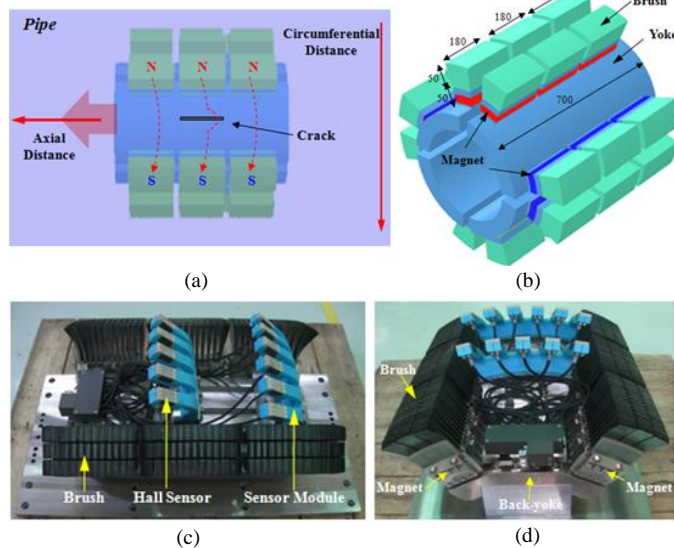 Pipe
Circumferential
Distance
N N N
Crack
Axial
Distance
S S S
(a)
Brush
180
180
Yoke
50
50
700
Magnet
(b)
Brush
Hall Sensor
Sensor Module
(c)
Brush
Magnet
Back-yoke
Magnet
(d)